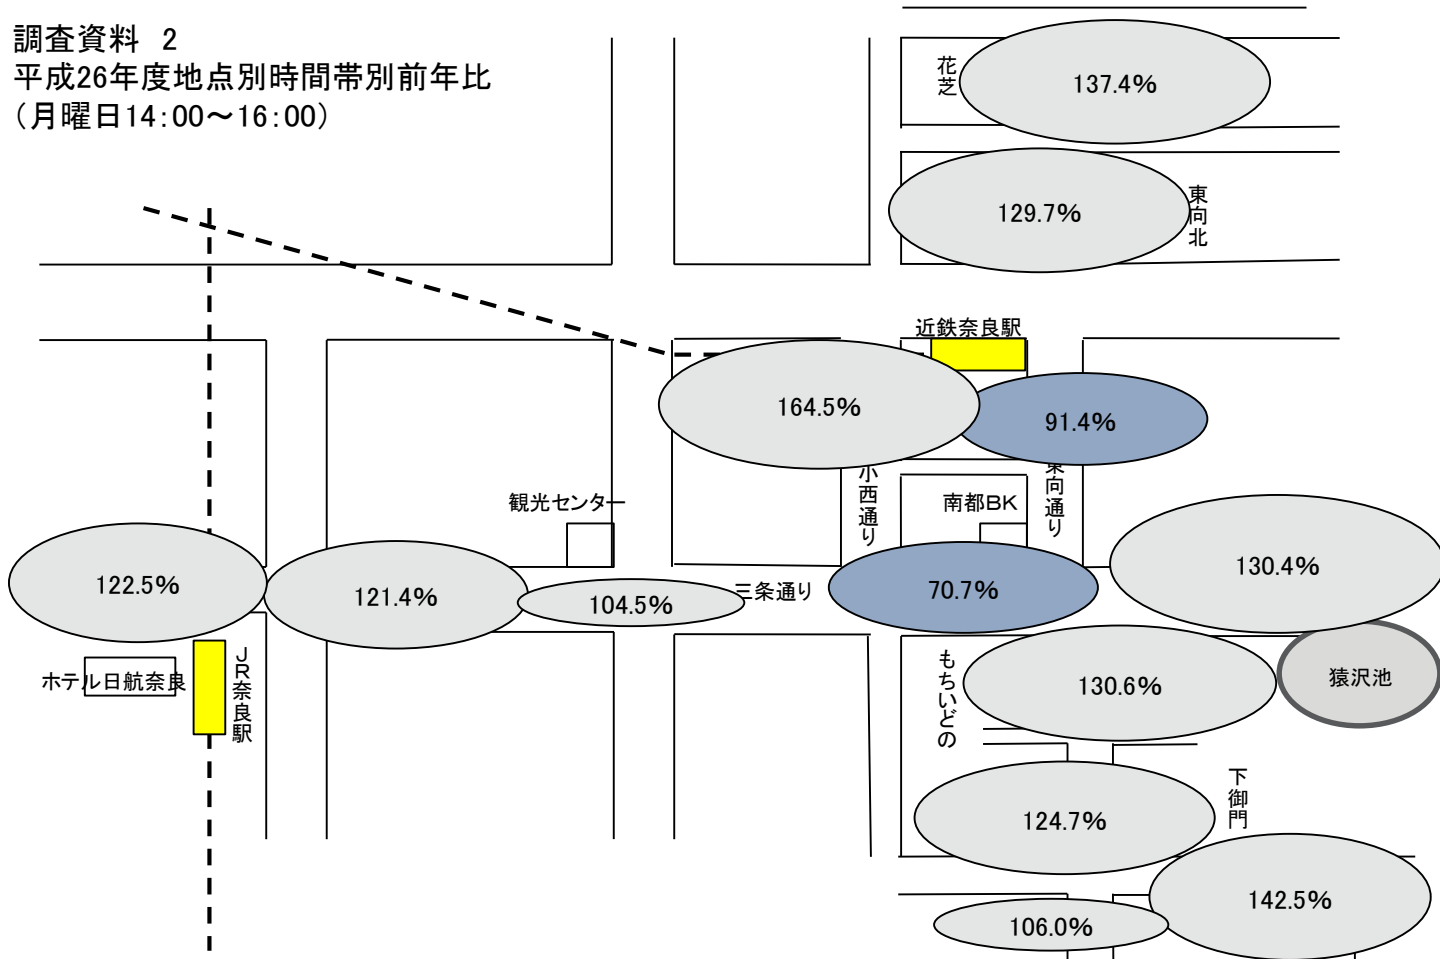 調査資料 2
平成26年度地点別時間帯別前年比
(月曜日14:00～16:00)
花芝
137.4%
129.7%
東向北
近鉄奈良駅
164.5%
91.4%
小西通り
東向通り
観光センター
南都BK
122.5%
121.4%
104.5%
三条通り
70.7%
130.4%
ホテル日航奈良
JR奈良駅
もちいどの
130.6%
猿沢池
124.7%
下御門
142.5%
106.0%